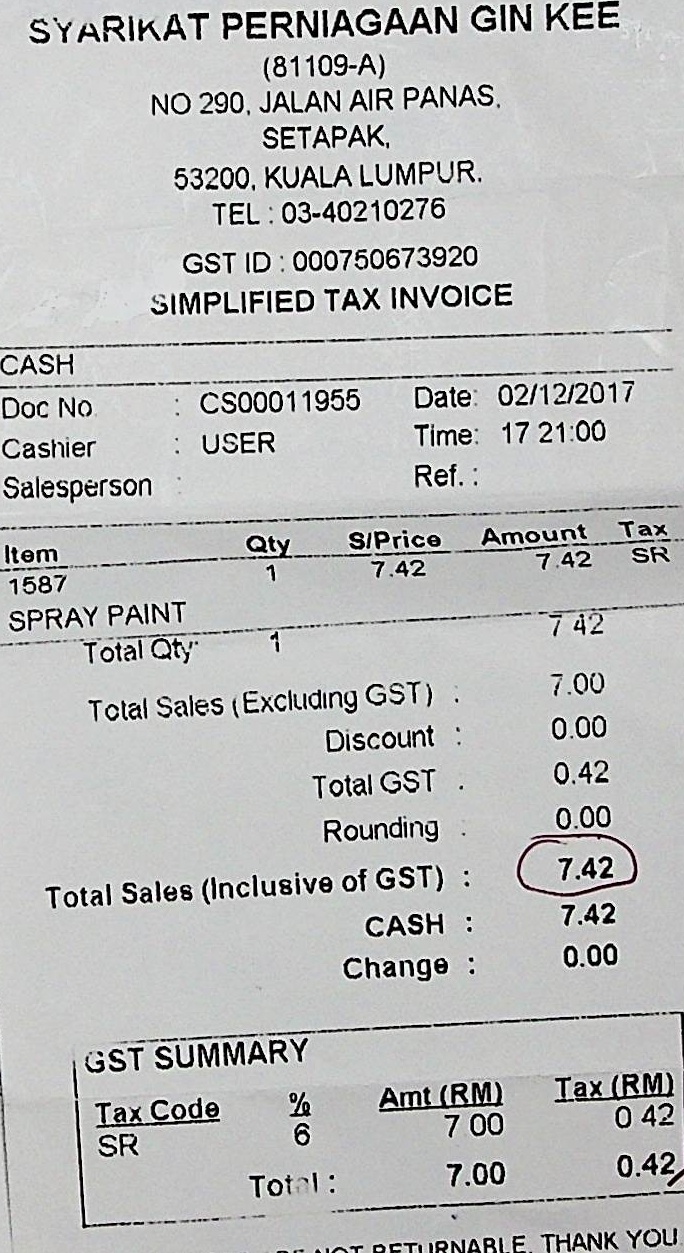 SYARIKAT PERNIAGAAN GIN KEE
(81109-A)
NO 290, JALAN AIR PANAS,
SETAPAK,
53200, KUALA LUMPUR.
TEL : 03-40210276
GST ID : 000750673920
SIMPLIFIED TAX INVOICE
CASH
Doc No. : CS00011955 Date: 02/12/2017
Cashier : USER Time: 17 21:00
Salesperson : Ref. :
Item Qty S/Price Amount Tax
1587 1 7.42 7.42 SR
SPRAY PAINT
Total Qty: 1 7 42
Total Sales (Excluding GST) : 7.00
Discount : 0.00
Total GST : 0.42
Rounding : 0.00
Total Sales (Inclusive of GST) : 7.42
CASH : 7.42
Change : 0.00
GST SUMMARY
Tax Code % Amt (RM) Tax (RM)
SR 6 7 00 0 42
Total : 7.00 0.42
NOT RETURNABLE, THANK YOU